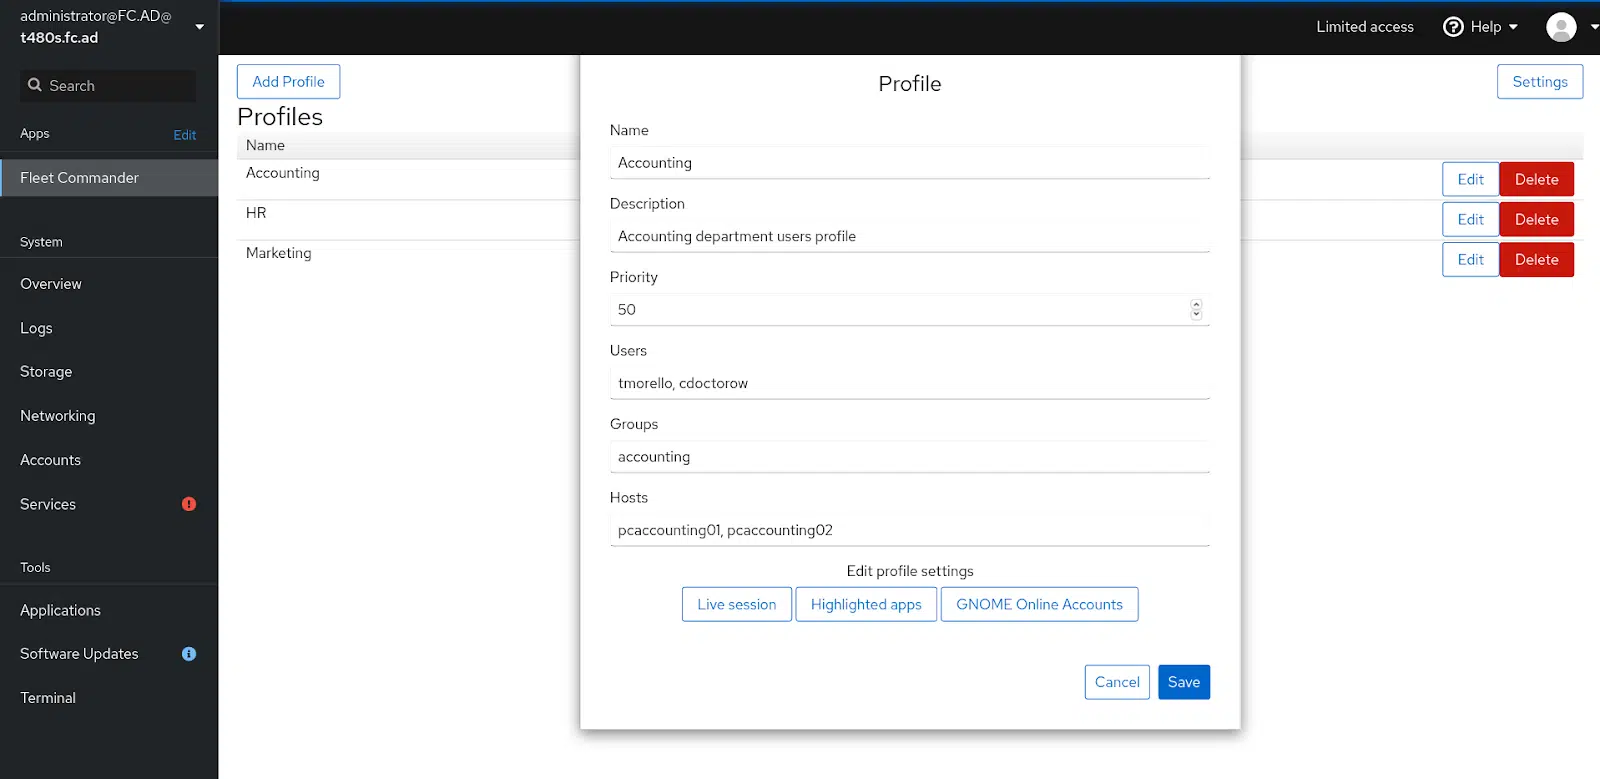 administrator@FC.AD@
t480s.fc.ad
Search
Apps
Edit
Fleet Commander
System
Overview
Logs
Storage
Networking
Accounts
Services
Tools
Applications
Software Updates
Terminal
Limited access
Help
Add Profile
Settings
Profiles
Name
Accounting
Edit
Delete
HR
Edit
Delete
Marketing
Edit
Delete
Profile
Name
Accounting
Description
Accounting department users profile
Priority
50
Users
tmorello, cdoctorow
Groups
accounting
Hosts
pcaccounting01, pcaccounting02
Edit profile settings
Live session
Highlighted apps
GNOME Online Accounts
Cancel
Save